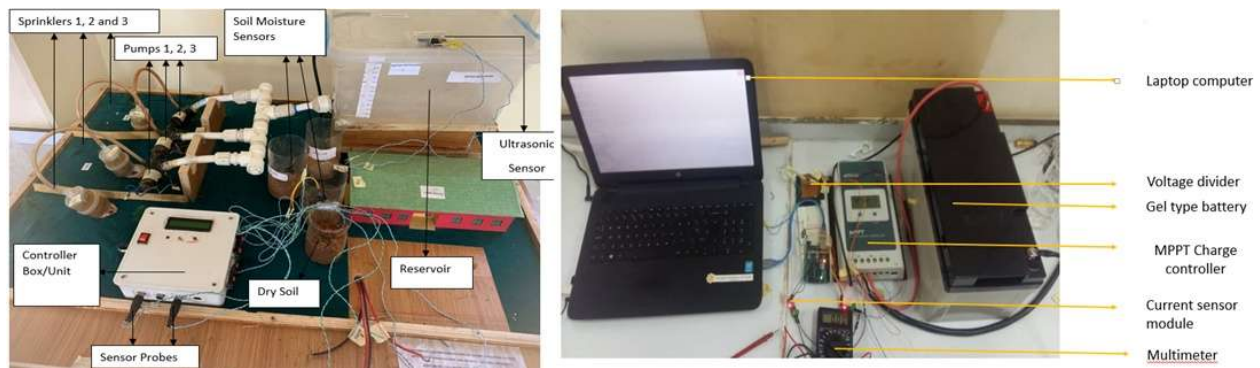 Sprinklers 1, 2 and 3
Soil Moisture
Sensors
Pumps 1, 2, 3
Ultrasonic
Sensor
Controller
Box/Unit
Reservoir
Dry Soil
Sensor Probes
Laptop computer
Voltage divider
Gel type battery
MPPT Charge
controller
Current sensor
module
Multimeter
MPPT